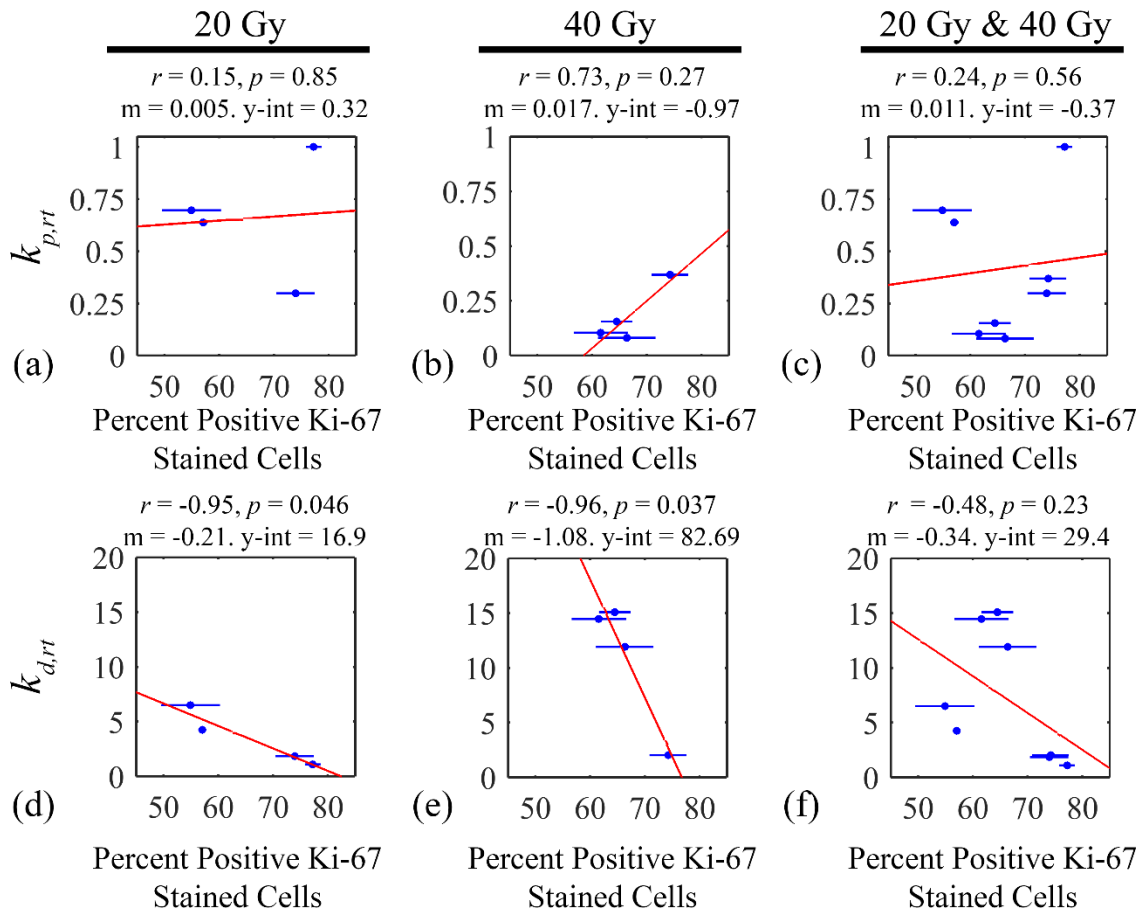 20 Gy
40 Gy
20 Gy & 40 Gy
r = 0.15, p = 0.85
m = 0.005. y-int = 0.32
r = 0.73, p = 0.27
m = 0.017. y-int = -0.97
r = 0.24, p = 0.56
m = 0.011. y-int = -0.37
k_{p,rt}
1
0.75
0.5
0.25
0
50 60 70 80
(a)
Percent Positive Ki-67
Stained Cells
1
0.75
0.5
0.25
0
50 60 70 80
(b)
Percent Positive Ki-67
Stained Cells
1
0.75
0.5
0.25
0
50 60 70 80
(c)
Percent Positive Ki-67
Stained Cells
r = -0.95, p = 0.046
m = -0.21. y-int = 16.9
r = -0.96, p = 0.037
m = -1.08. y-int = 82.69
r = -0.48, p = 0.23
m = -0.34. y-int = 29.4
k_{d,rt}
20
15
10
5
0
50 60 70 80
(d)
Percent Positive Ki-67
Stained Cells
20
15
10
5
0
50 60 70 80
(e)
Percent Positive Ki-67
Stained Cells
20
15
10
5
0
50 60 70 80
(f)
Percent Positive Ki-67
Stained Cells